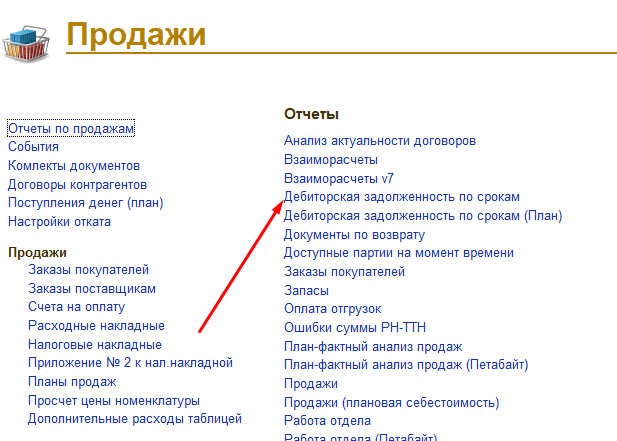 Продажи
Отчеты по продажам
События
Комлекты документов
Договоры контрагентов
Поступления денег (план)
Настройки отката
Продажи
Заказы покупателей
Заказы поставщикам
Счета на оплату
Расходные накладные
Налоговые накладные
Приложение № 2 к нал.накладной
Планы продаж
Просчет цены номенклатуры
Дополнительные расходы таблицей
Отчеты
Анализ актуальности договоров
Взаиморасчеты
Взаиморасчеты v7
Дебиторская задолженность по срокам
Дебиторская задолженность по срокам (План)
Документы по возврату
Доступные партии на момент времени
Заказы покупателей
Запасы
Оплата отгрузок
Ошибки суммы РН-ТТН
План-фактный анализ продаж
План-фактный анализ продаж (Петабайт)
Продажи
Продажи (плановая себестоимость)
Работа отдела
Работа отдела (Петабайт)